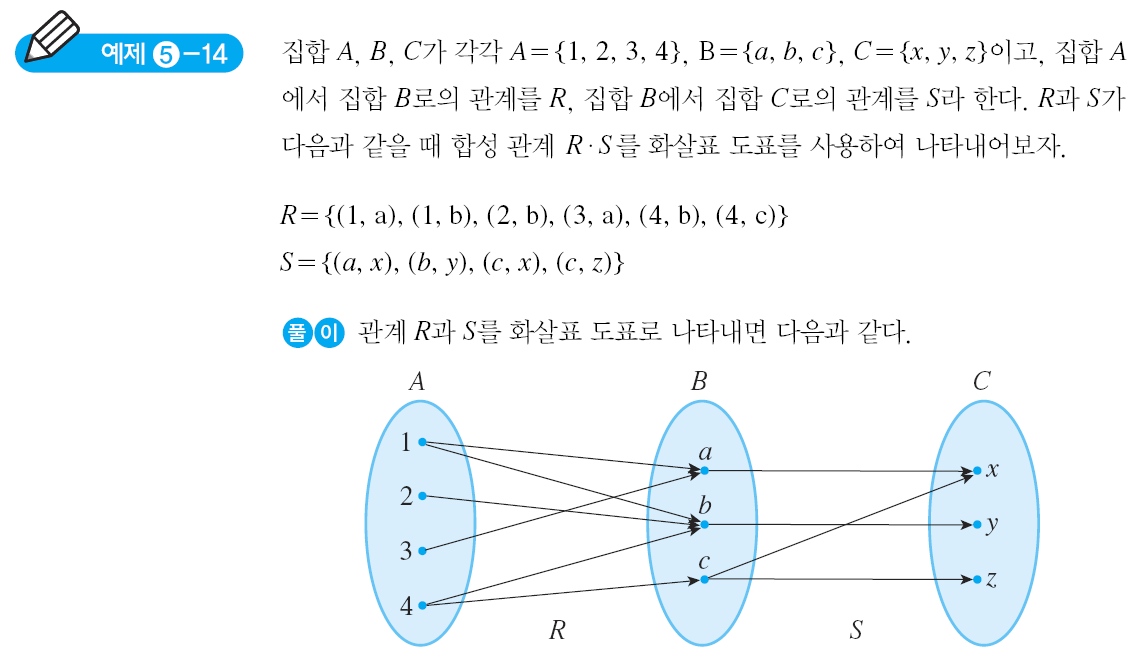 예제 5-14
집합 A, B, C가 각각 A={1, 2, 3, 4}, B={a, b, c}, C={x, y, z}이고, 집합 A
에서 집합 B로의 관계를 R, 집합 B에서 집합 C로의 관계를 S라 한다. R과 S가
다음과 같을 때 합성 관계 R·S를 화살표 도표를 사용하여 나타내어보자.
R={(1, a), (1, b), (2, b), (3, a), (4, b), (4, c)}
S={(a, x), (b, y), (c, x), (c, z)}
풀이 관계 R과 S를 화살표 도표로 나타내면 다음과 같다.
A B C
1
a x
2
b y
3
c z
4
R S